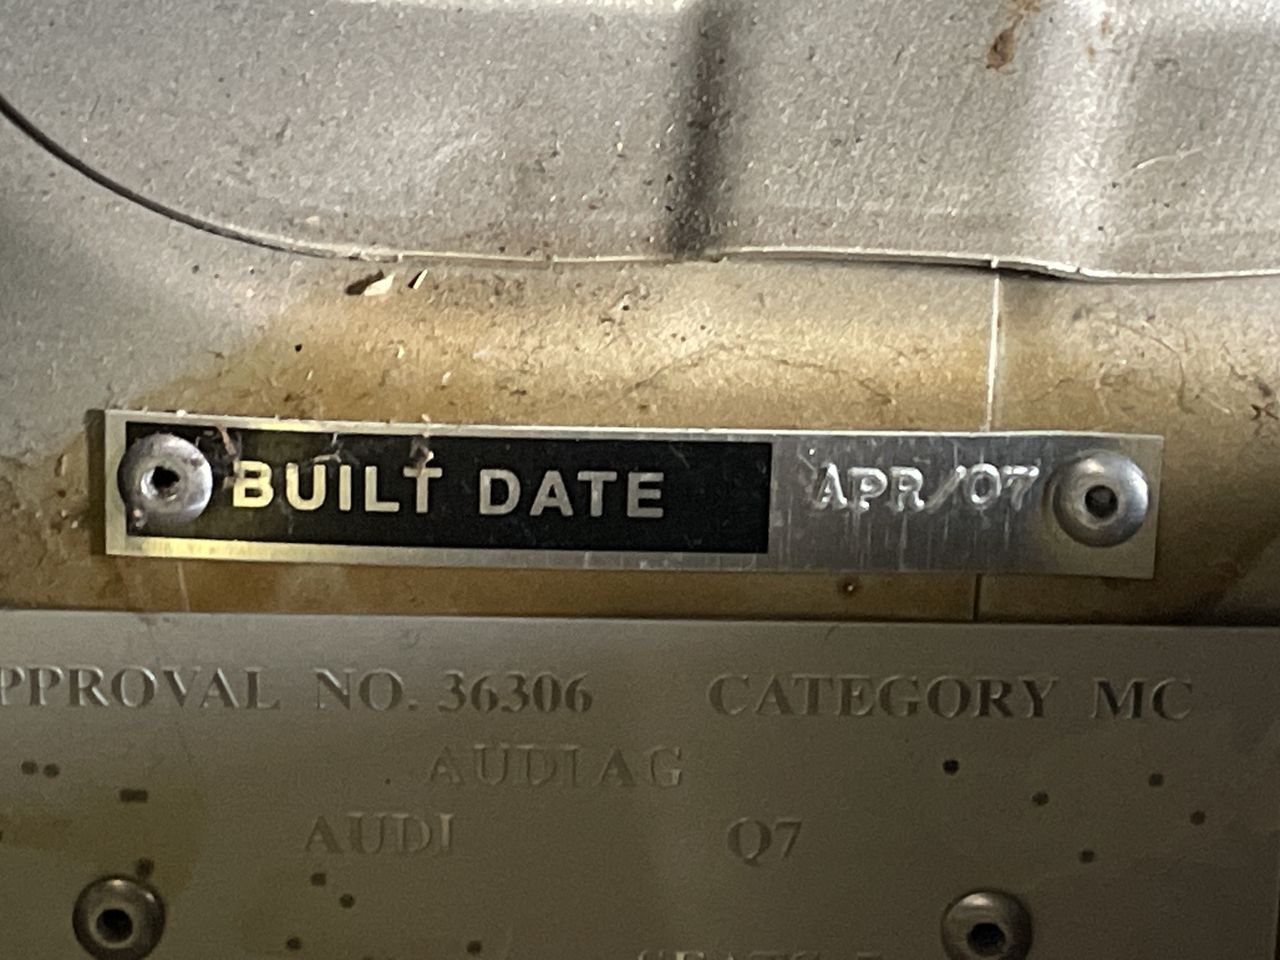 BUILT DATE APR/07
PPROVAL NO. 36306 CATEGORY MC
AUDI AG
AUDI Q7